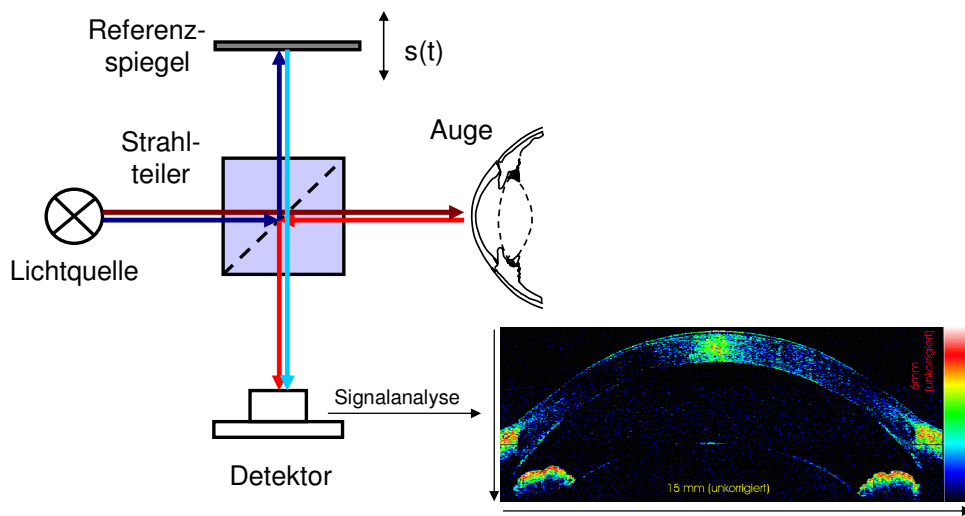 Referenz-
spiegel
s(t)
Strahl-
teiler
Auge
Lichtquelle
Signalanalyse
Detektor
6mm
(unkorrigiert)
15 mm (unkorrigiert)